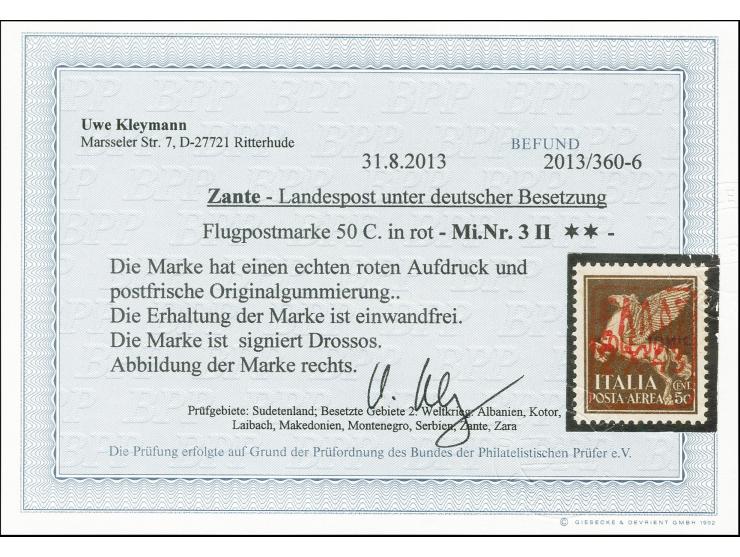 Uwe Kleymann
Marsseler Str. 7, D-27721 Ritterhude
BEFUND
31.8.2013 2013/360-6
Zante - Landespost unter deutscher Besetzung
Flugpostmarke 50 C. in rot - Mi.Nr. 3 II ✶✶ -
Die Marke hat einen echten roten Aufdruck und
postfrische Originalgummierung..
Die Erhaltung der Marke ist einwandfrei.
Die Marke ist signiert Drossos.
Abbildung der Marke rechts.
ITALIA
POSTA-AEREA
CENT.
50
Prüfgebiete: Sudetenland; Besetzte Gebiete 2. Weltkrieg, Albanien, Kotor,
Laibach, Makedonien, Montenegro, Serbien, Zante, Zara
Die Prüfung erfolgte auf Grund der Prüfordnung des Bundes der Philatelistischen Prüfer e.V.
© GIESECKE & DEVRIENT GMBH 1992